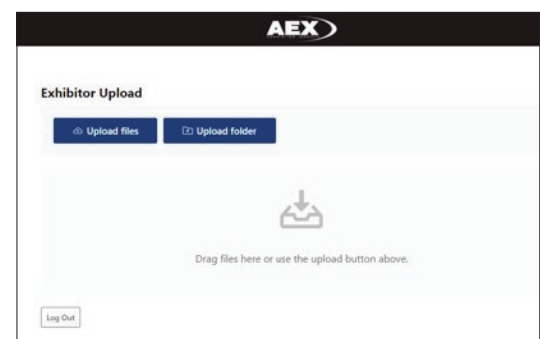 AEX
Exhibitor Upload
Upload files
Upload folder
Drag files here or use the upload button above.
Log Out